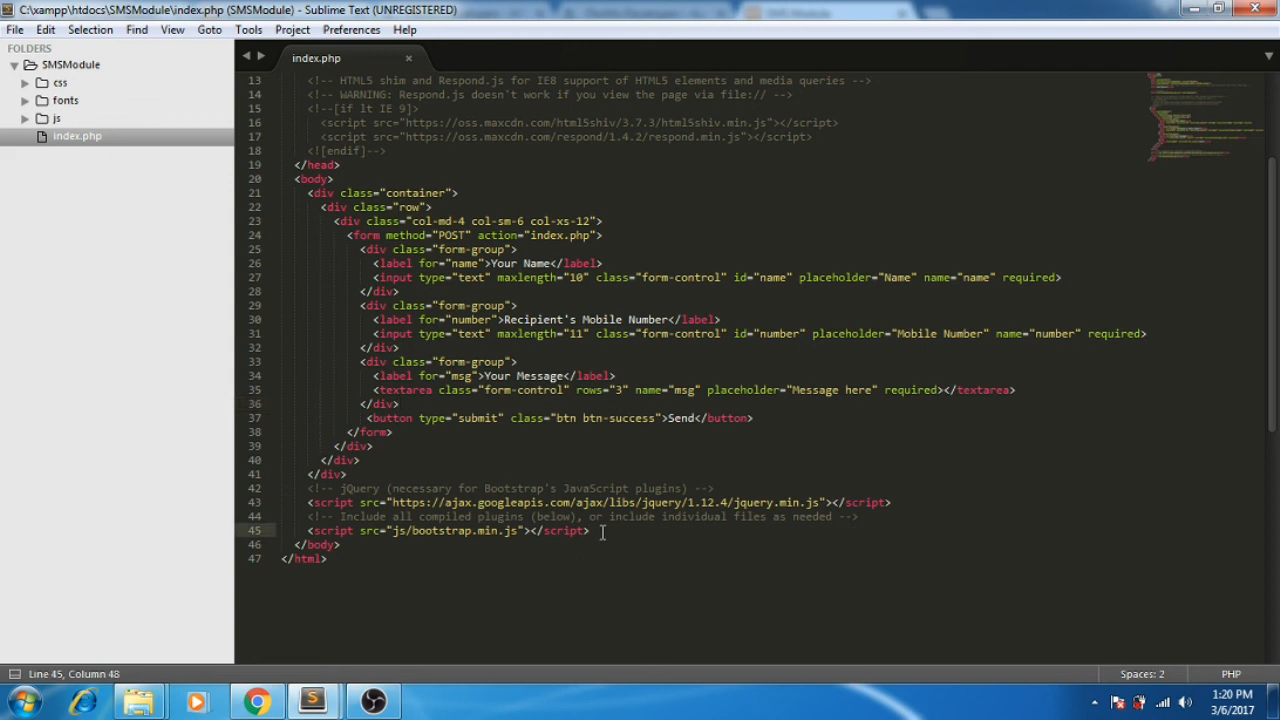 C:\xampp\htdocs\SMSModule\index.php (SMSModule) - Sublime Text (UNREGISTERED)
File Edit Selection Find View Goto Tools Project Preferences Help
FOLDERS
SMSModule
css
fonts
js
index.php
index.php
13 <!-- HTML5 shim and Respond.js for IE8 support of HTML5 elements and media queries -->
14 <!-- WARNING: Respond.js doesn't work if you view the page via file:// -->
15 <!--[if lt IE 9]>
16 <script src="https://oss.maxcdn.com/html5shiv/3.7.3/html5shiv.min.js"></script>
17 <script src="https://oss.maxcdn.com/respond/1.4.2/respond.min.js"></script>
18 <![endif]-->
19 </head>
20 <body>
21 <div class="container">
22 <div class="row">
23 <div class="col-md-4 col-sm-6 col-xs-12">
24 <form method="POST" action="index.php">
25 <div class="form-group">
26 <label for="name">Your Name</label>
27 <input type="text" maxlength="10" class="form-control" id="name" placeholder="Name" name="name" required>
28 </div>
29 <div class="form-group">
30 <label for="number">Recipient's Mobile Number</label>
31 <input type="text" maxlength="11" class="form-control" id="number" placeholder="Mobile Number" name="number" required>
32 </div>
33 <div class="form-group">
34 <label for="msg">Your Message</label>
35 <textarea class="form-control" rows="3" name="msg" placeholder="Message here" required></textarea>
36 </div>
37 <button type="submit" class="btn btn-success">Send</button>
38 </form>
39 </div>
40 </div>
41 </div>
42 <!-- jQuery (necessary for Bootstrap's JavaScript plugins) -->
43 <script src="https://ajax.googleapis.com/ajax/libs/jquery/1.12.4/jquery.min.js"></script>
44 <!-- Include all compiled plugins (below), or include individual files as needed -->
45 <script src="js/bootstrap.min.js"></script>
46 </body>
47 </html>
Line 45, Column 48
Spaces: 2
PHP
1:20 PM
3/6/2017